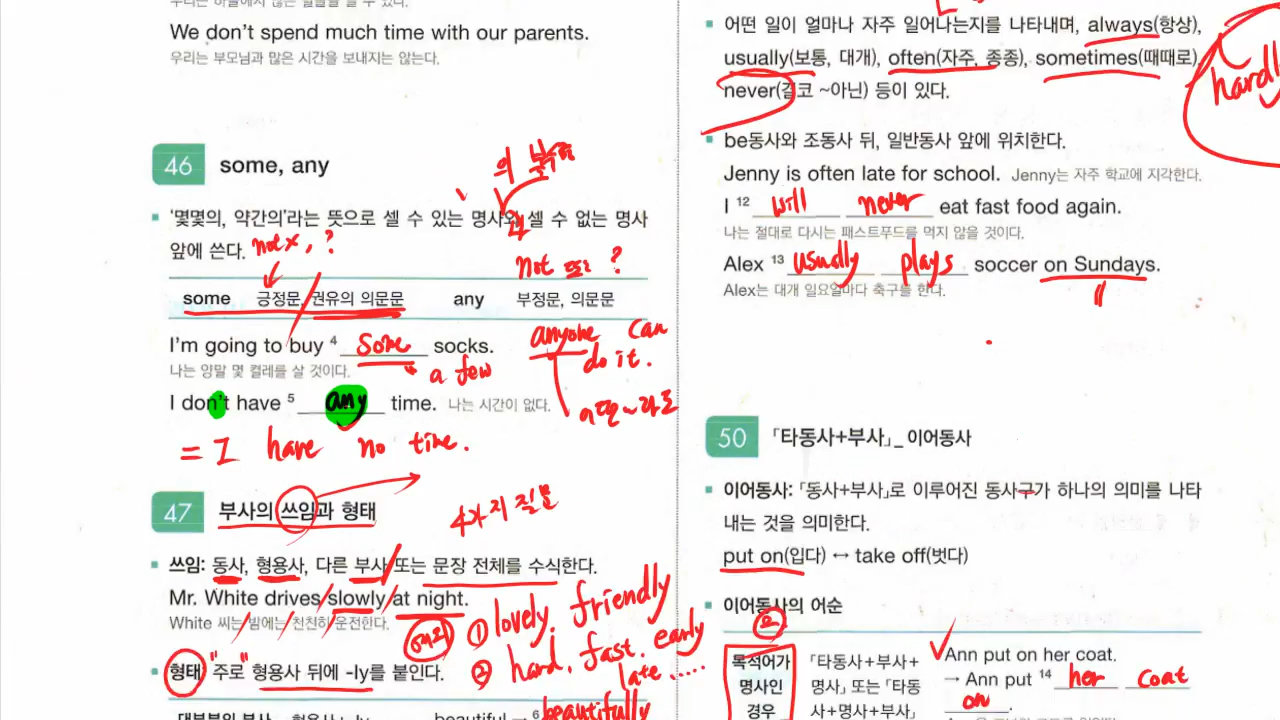 We don't spend much time with our parents.
우리는 부모님과 많은 시간을 보내지는 않는다.
46 some, any
의 복수형
'몇몇의, 약간의'라는 뜻으로 셀 수 있는 명사와 셀 수 없는 명사
앞에 쓴다. not x, ?
not 또는 ?
some 긍정문, 권유의 의문문 any 부정문, 의문문
I'm going to buy 4 some socks.
나는 양말 몇 켤레를 살 것이다.
a few
anyone can
do it.
I don't have 5 any time. 나는 시간이 없다.
= I have no time.
47 부사의 쓰임과 형태
4가지 질문
쓰임: 동사, 형용사, 다른 부사 또는 문장 전체를 수식한다.
Mr. White drives slowly at night.
White 씨는 밤에는 천천히 운전한다.
예외 ① lovely. friendly
② hard. fast. early
late .....
형태: "주로" 형용사 뒤에 -ly를 붙인다.
대부분의 부사 형용사+ly beautiful → 6 beautifully
어떤 일이 얼마나 자주 일어나는지를 나타내며, always(항상),
usually(보통, 대개), often(자주, 종종), sometimes(때때로),
never(결코 ~아닌) 등이 있다.
hardly
be동사와 조동사 뒤, 일반동사 앞에 위치한다.
Jenny is often late for school. Jenny는 자주 학교에 지각한다.
I 12 will never eat fast food again.
나는 절대로 다시는 패스트푸드를 먹지 않을 것이다.
Alex 13 usually plays soccer on Sundays.
Alex는 대개 일요일마다 축구를 한다.
50 「타동사+부사」_ 이어동사
이어동사: 「동사+부사」로 이루어진 동사구가 하나의 의미를 나타
내는 것을 의미한다.
put on(입다) ↔ take off(벗다)
이어동사의 어순
목적어가
명사인
경우
「타동사+부사+
명사」 또는 「타동
사+명사+부사」
Ann put on her coat.
→ Ann put 14 her coat
on